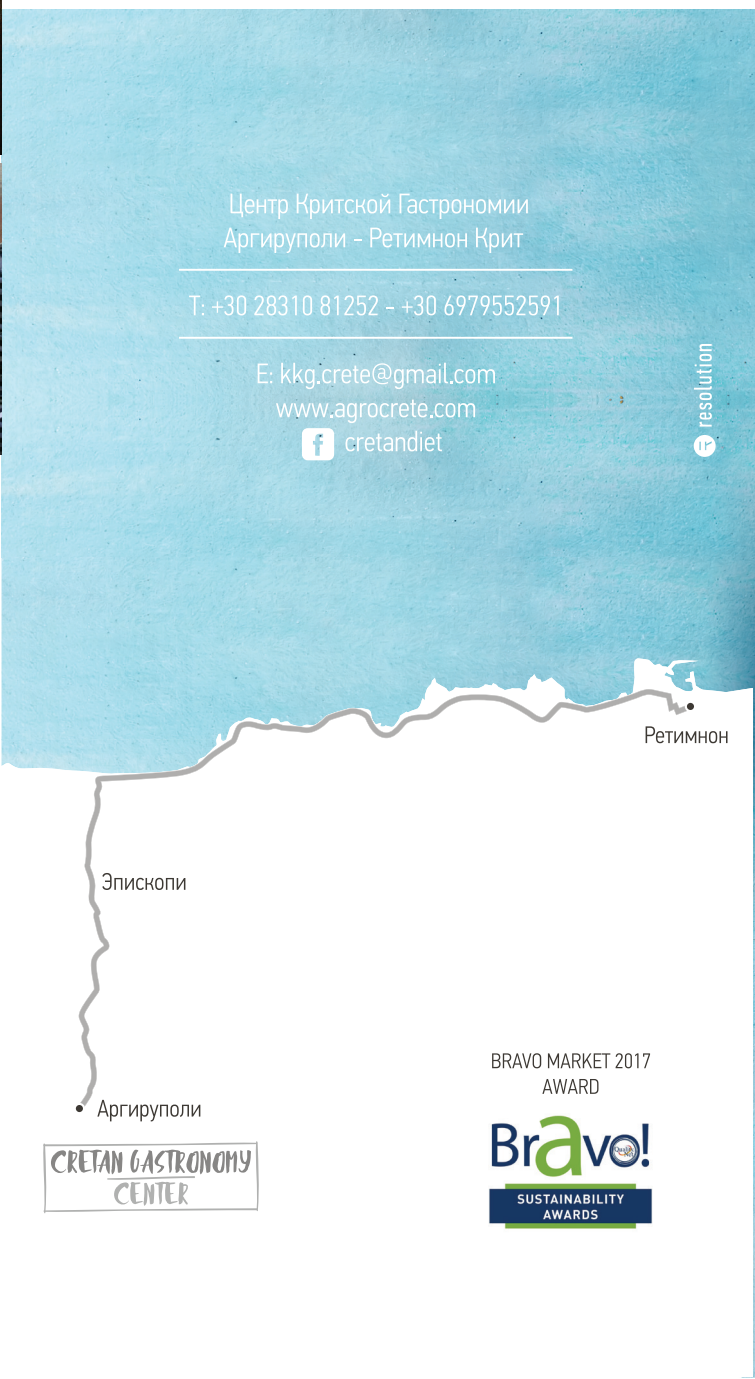 Центр Критской Гастрономии
Аргируполи - Ретимнон Крит
T: +30 28310 81252 - +30 6979552591
E: kkg.crete@gmail.com
www.agrocrete.com
f cretandiet
resolution
Ретимнон
Эпископи
Аргируполи
CRETAN GASTRONOMY
CENTER
BRAVO MARKET 2017
AWARD
Bravo!
SUSTAINABILITY
AWARDS